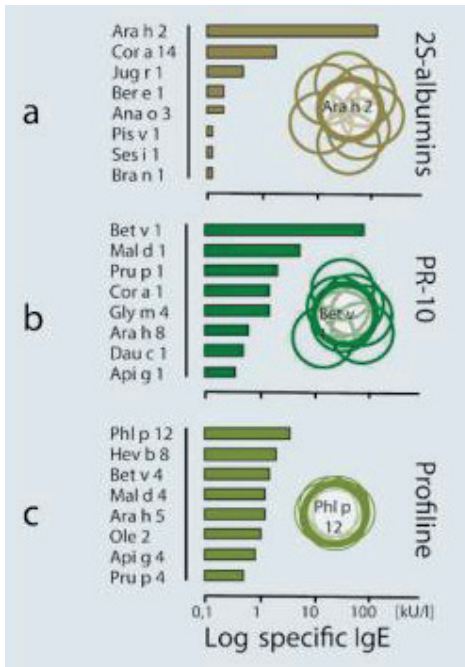 a
2S-albumins
Ara h 2
Cor a 14
Jug r 1
Ber e 1
Ana o 3
Pis v 1
Ses i 1
Bra n 1
Ara h 2
b
PR-10
Bet v 1
Mal d 1
Pru p 1
Cor a 1
Gly m 4
Ara h 8
Dau c 1
Api g 1
Bet v
c
Profiline
Phl p 12
Hev b 8
Bet v 4
Mal d 4
Ara h 5
Ole 2
Api g 4
Pru p 4
Phl p
12
0,1 1 10 100 [kU/l]
Log specific IgE